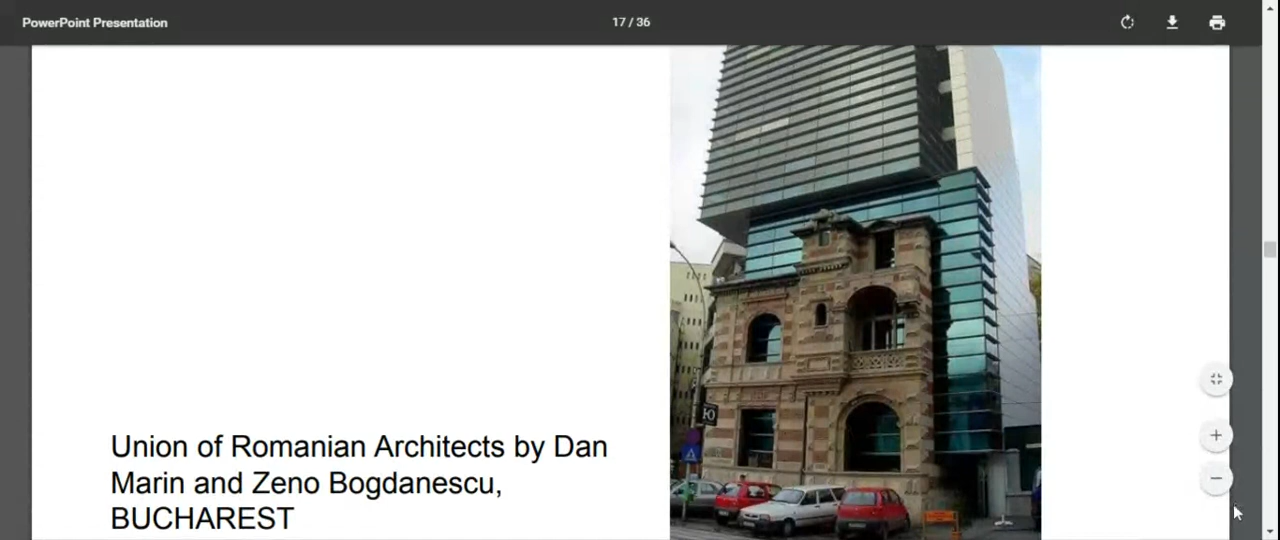 PowerPoint Presentation
17 / 36
Union of Romanian Architects by Dan
Marin and Zeno Bogdanescu,
BUCHAREST